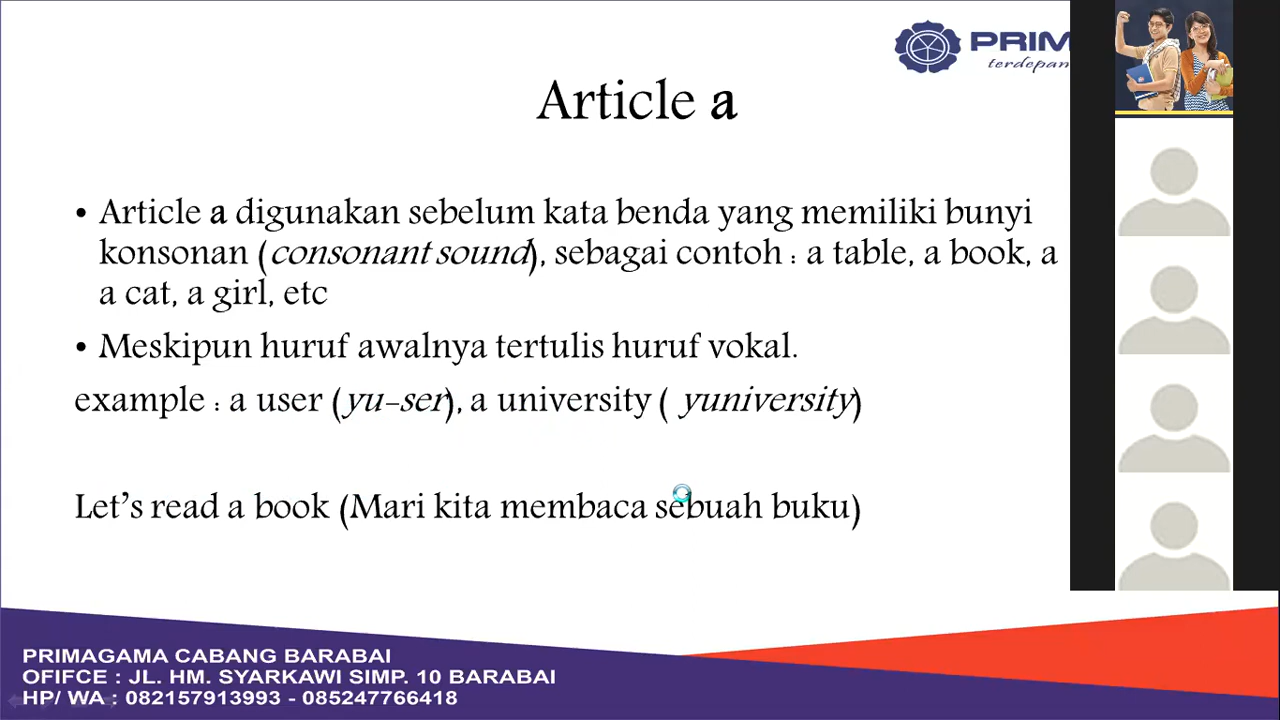 PRIM
terdepan
Article a
• Article a digunakan sebelum kata benda yang memiliki bunyi
konsonan (consonant sound), sebagai contoh : a table, a book, a
a cat, a girl, etc
• Meskipun huruf awalnya tertulis huruf vokal.
example : a user (yu-ser), a university ( yuniversity)
Let's read a book (Mari kita membaca sebuah buku)
PRIMAGAMA CABANG BARABAI
OFIFCE : JL. HM. SYARKAWI SIMP. 10 BARABAI
HP/ WA : 082157913993 - 085247766418